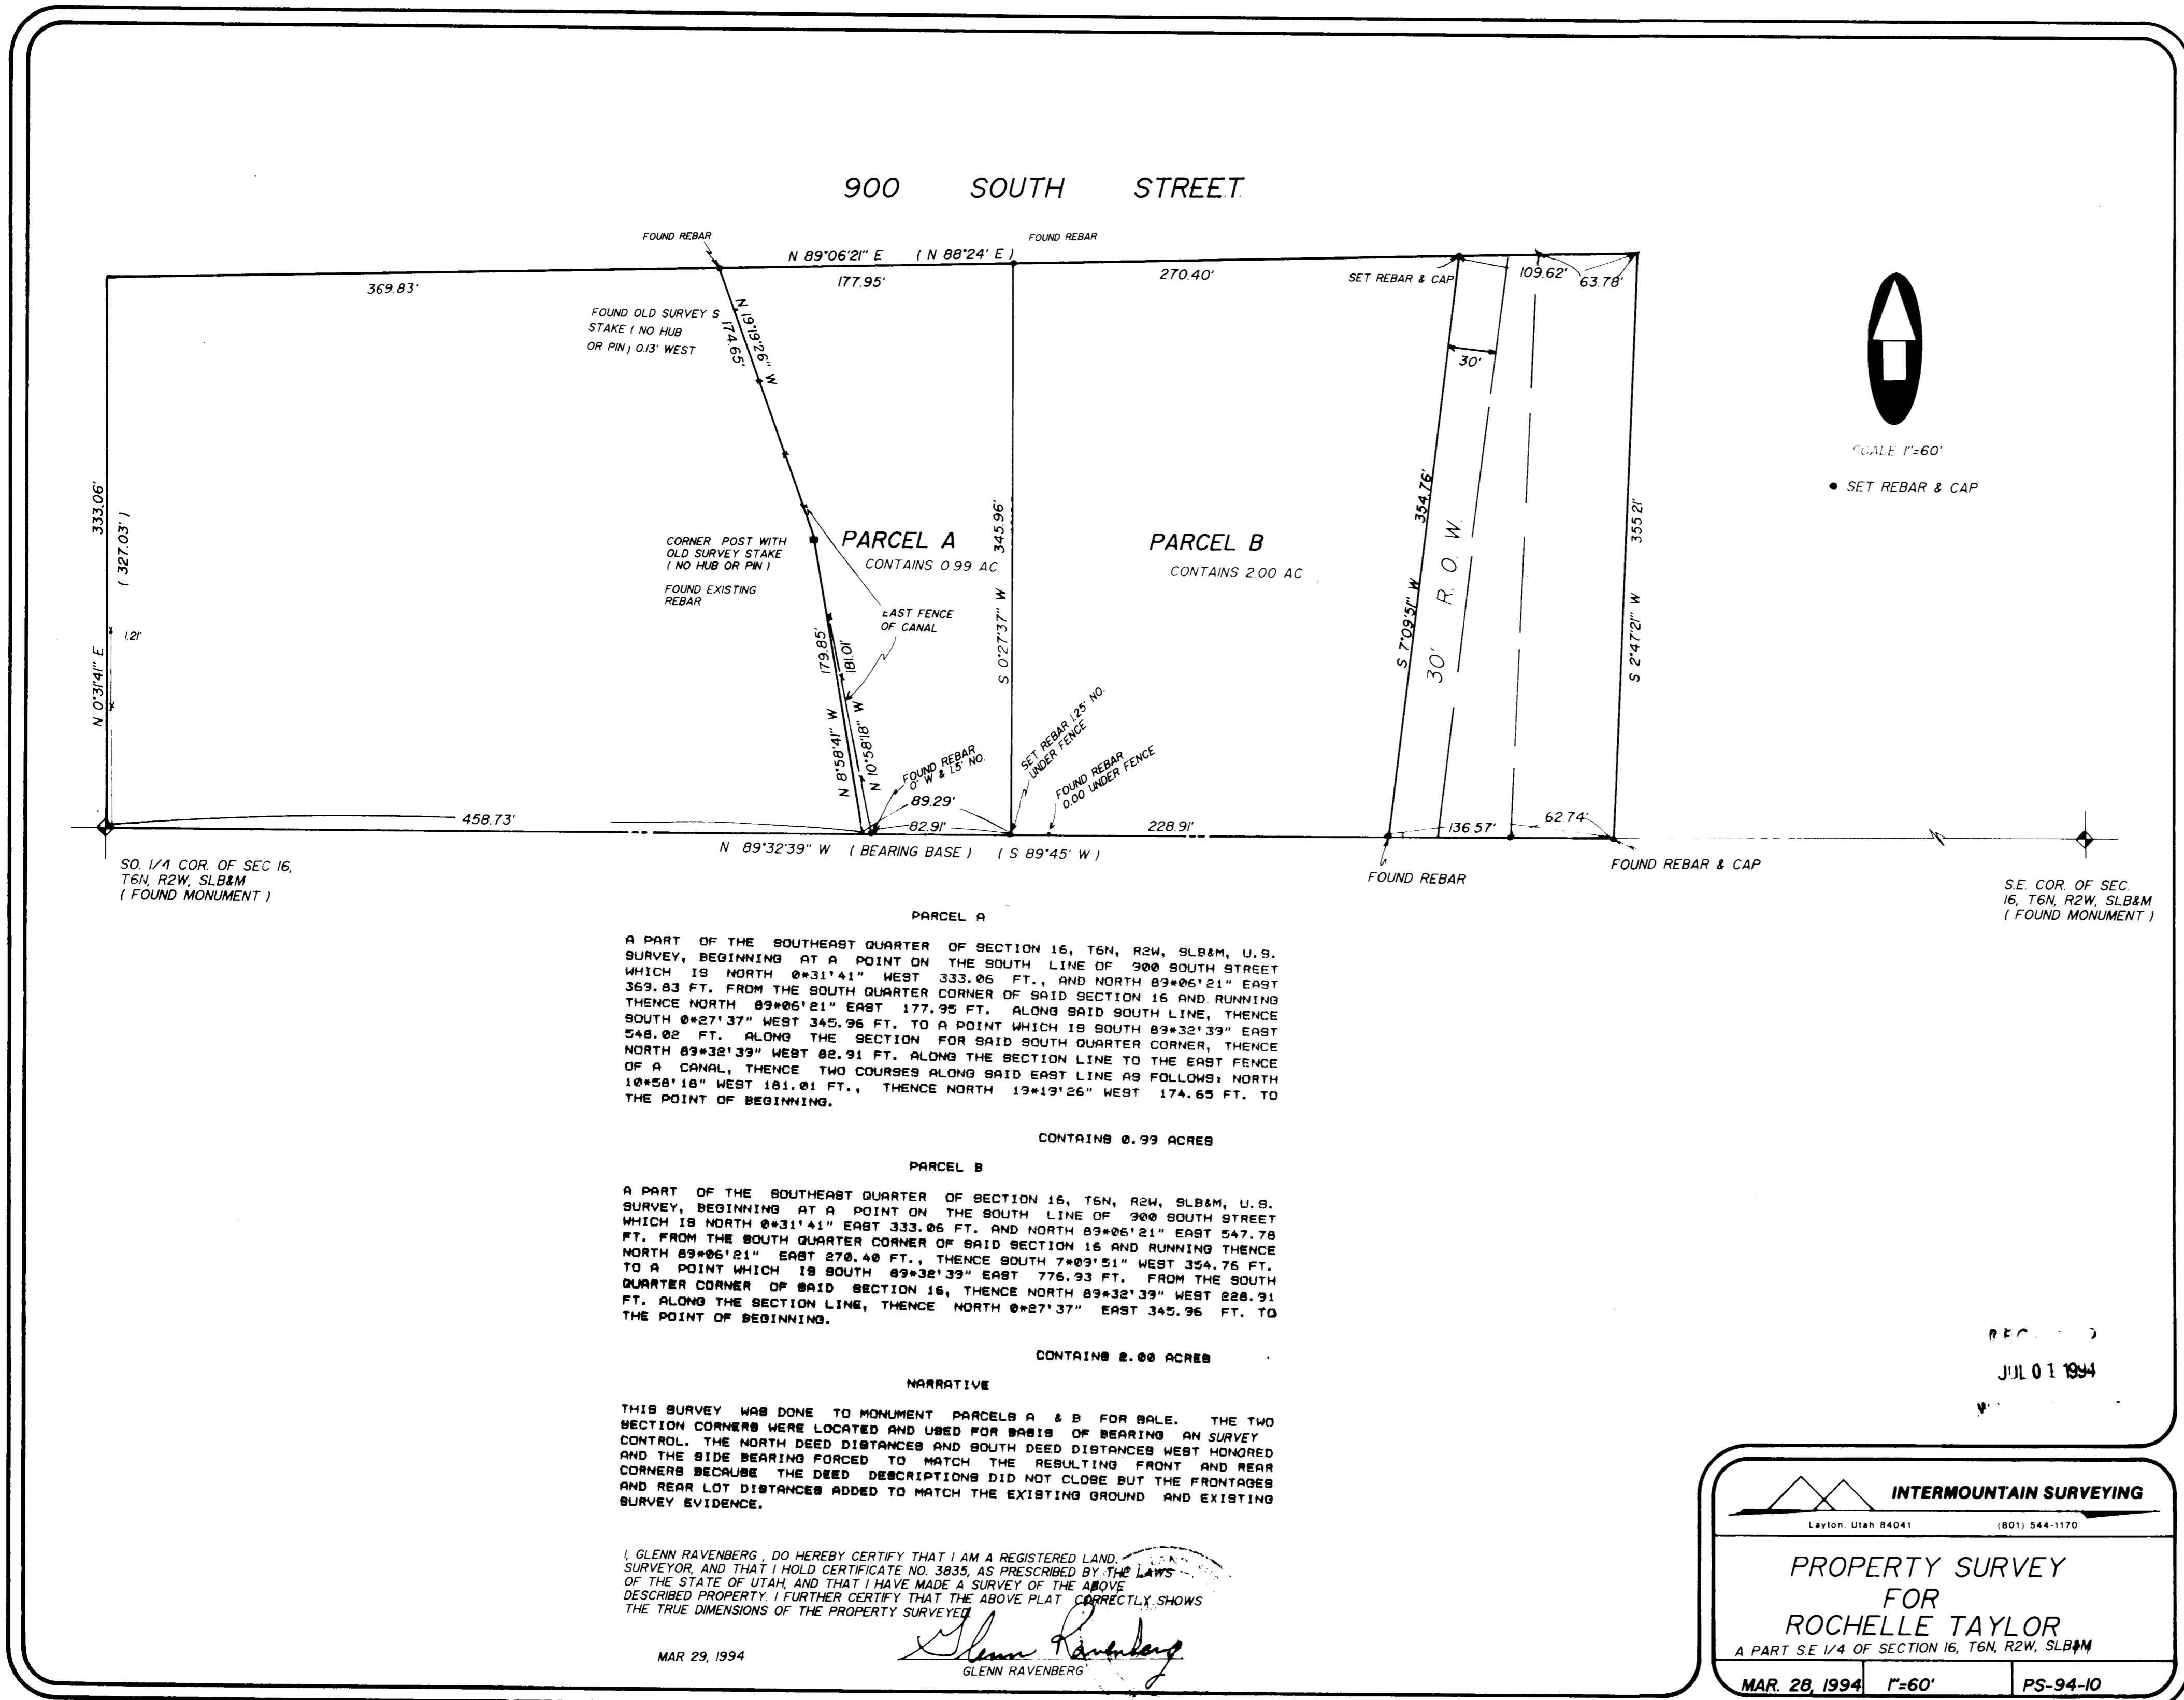 900 SOUTH STREET
FOUND REBAR
N 89°06'21" E ( N 88°24' E )
FOUND REBAR
369.83'
177.95'
270.40'
SET REBAR & CAP
109.62'
63.78'
FOUND OLD SURVEY S
STAKE ( NO HUB
OR PIN ) 0.13' WEST
N 19°19'26" W
174.65'
30'
SCALE 1"=60'
● SET REBAR & CAP
333.06'
( 327.03' )
N 0°31'41" E
1.21'
CORNER POST WITH
OLD SURVEY STAKE
( NO HUB OR PIN )
FOUND EXISTING
REBAR
PARCEL A
CONTAINS 0.99 AC
EAST FENCE
OF CANAL
345.96'
S 0°27'37" W
PARCEL B
CONTAINS 2.00 AC
354.76'
S 7°09'51" W
30' R. O. W.
355.21'
S 2°47'21" W
179.85'
181.01'
N 8°58'41" W
N 10°58'18" W
FOUND REBAR
0' W & 1.5' NO.
SET REBAR 1.25' NO.
UNDER FENCE
FOUND REBAR
0.00 UNDER FENCE
458.73'
89.29'
82.91'
228.91'
136.57'
62.74'
N 89°32'39" W ( BEARING BASE ) ( S 89°45' W )
SO. 1/4 COR. OF SEC 16,
T6N, R2W, SLB&M
( FOUND MONUMENT )
FOUND REBAR
FOUND REBAR & CAP
S.E. COR. OF SEC.
16, T6N, R2W, SLB&M
( FOUND MONUMENT )
PARCEL A
A PART OF THE SOUTHEAST QUARTER OF SECTION 16, T6N, R2W, SLB&M, U.S.
SURVEY, BEGINNING AT A POINT ON THE SOUTH LINE OF 900 SOUTH STREET
WHICH IS NORTH 0*31'41" WEST 333.06 FT., AND NORTH 89*06'21" EAST
369.83 FT. FROM THE SOUTH QUARTER CORNER OF SAID SECTION 16 AND RUNNING
THENCE NORTH 89*06'21" EAST 177.95 FT. ALONG SAID SOUTH LINE, THENCE
SOUTH 0*27'37" WEST 345.96 FT. TO A POINT WHICH IS SOUTH 89*32'39" EAST
548.02 FT. ALONG THE SECTION FOR SAID SOUTH QUARTER CORNER, THENCE
NORTH 89*32'39" WEST 82.91 FT. ALONG THE SECTION LINE TO THE EAST FENCE
OF A CANAL, THENCE TWO COURSES ALONG SAID EAST LINE AS FOLLOWS: NORTH
10*58'18" WEST 181.01 FT., THENCE NORTH 19*19'26" WEST 174.65 FT. TO
THE POINT OF BEGINNING.
CONTAINS 0.99 ACRES
PARCEL B
A PART OF THE SOUTHEAST QUARTER OF SECTION 16, T6N, R2W, SLB&M, U.S.
SURVEY, BEGINNING AT A POINT ON THE SOUTH LINE OF 900 SOUTH STREET
WHICH IS NORTH 0*31'41" EAST 333.06 FT. AND NORTH 89*06'21" EAST 547.78
FT. FROM THE SOUTH QUARTER CORNER OF SAID SECTION 16 AND RUNNING THENCE
NORTH 89*06'21" EAST 270.40 FT., THENCE SOUTH 7*09'51" WEST 354.76 FT.
TO A POINT WHICH IS SOUTH 89*32'39" EAST 776.93 FT. FROM THE SOUTH
QUARTER CORNER OF SAID SECTION 16, THENCE NORTH 89*32'39" WEST 228.91
FT. ALONG THE SECTION LINE, THENCE NORTH 0*27'37" EAST 345.96 FT. TO
THE POINT OF BEGINNING.
CONTAINS 2.00 ACRES
NARRATIVE
THIS SURVEY WAS DONE TO MONUMENT PARCELS A & B FOR SALE. THE TWO
SECTION CORNERS WERE LOCATED AND USED FOR BASIS OF BEARING AN SURVEY
CONTROL. THE NORTH DEED DISTANCES AND SOUTH DEED DISTANCES WEST HONORED
AND THE SIDE BEARING FORCED TO MATCH THE RESULTING FRONT AND REAR
CORNERS BECAUSE THE DEED DESCRIPTIONS DID NOT CLOSE BUT THE FRONTAGES
AND REAR LOT DISTANCES ADDED TO MATCH THE EXISTING GROUND AND EXISTING
SURVEY EVIDENCE.
I, GLENN RAVENBERG , DO HEREBY CERTIFY THAT I AM A REGISTERED LAND.
SURVEYOR, AND THAT I HOLD CERTIFICATE NO. 3835, AS PRESCRIBED BY THE LAWS
OF THE STATE OF UTAH, AND THAT I HAVE MADE A SURVEY OF THE ABOVE
DESCRIBED PROPERTY. I FURTHER CERTIFY THAT THE ABOVE PLAT CORRECTLY SHOWS
THE TRUE DIMENSIONS OF THE PROPERTY SURVEYED.
MAR 29, 1994
Glenn Ravenberg
GLENN RAVENBERG
JUL 01 1994
INTERMOUNTAIN SURVEYING
Layton, Utah 84041 (801) 544-1170
PROPERTY SURVEY
FOR
ROCHELLE TAYLOR
A PART S.E 1/4 OF SECTION 16, T6N, R2W, SLB&M
MAR. 28, 1994 1"=60' PS-94-10